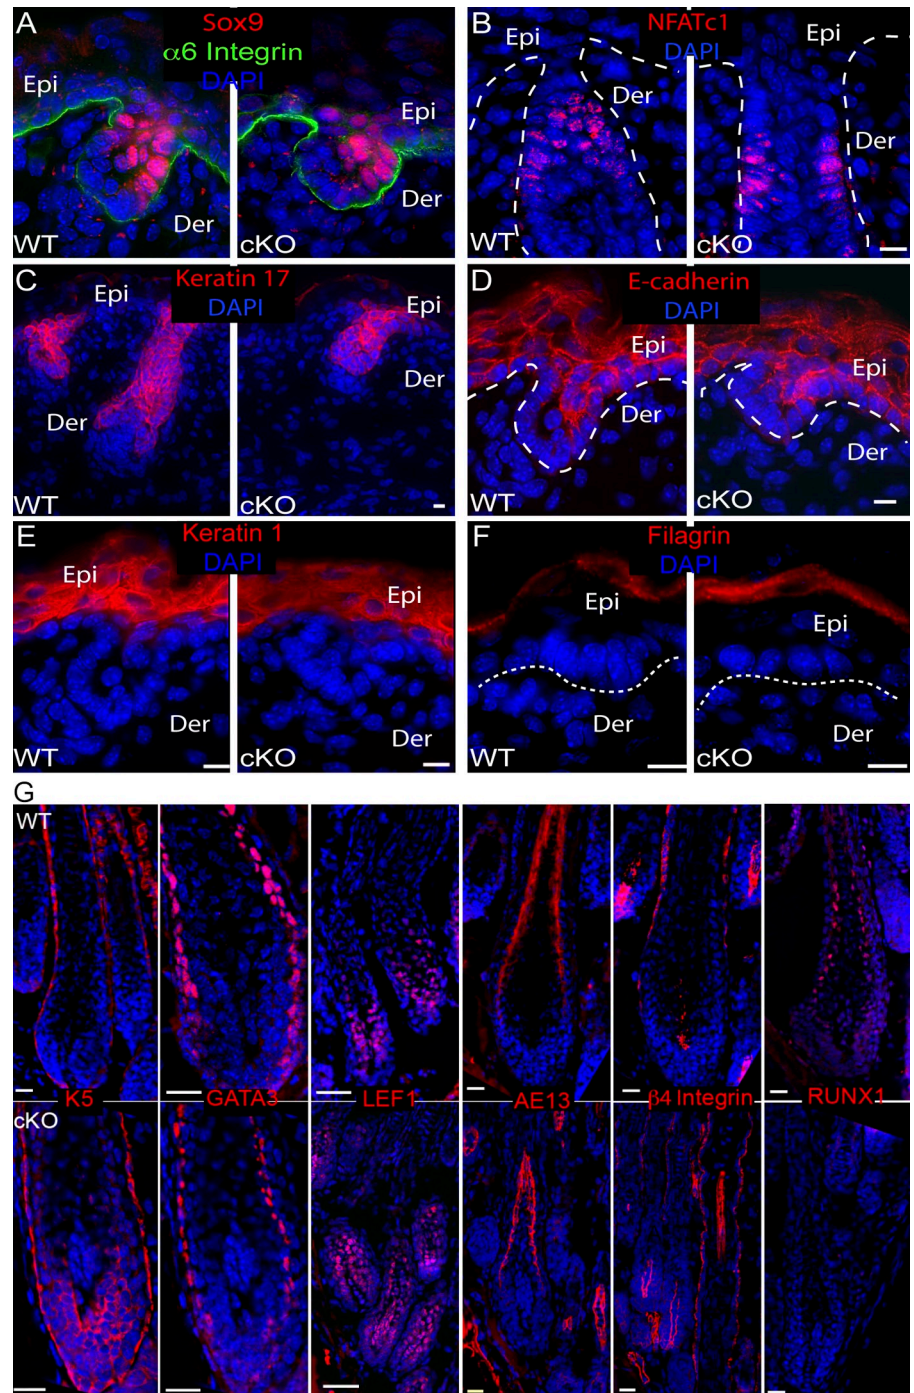 A
Sox9
α6 Integrin
DAPI
Epi
Epi
Der
Der
WT
cKO
B
NFATc1
DAPI
Epi
Epi
Der
Der
WT
cKO
C
Keratin 17
DAPI
Epi
Epi
Der
Der
WT
cKO
D
E-cadherin
DAPI
Epi
Epi
Der
Der
WT
cKO
E
Keratin 1
DAPI
Epi
Epi
Der
Der
WT
cKO
F
Filagrin
DAPI
Epi
Epi
Der
Der
WT
cKO
G
WT
K5
GATA3
LEF1
AE13
β4 Integrin
RUNX1
cKO